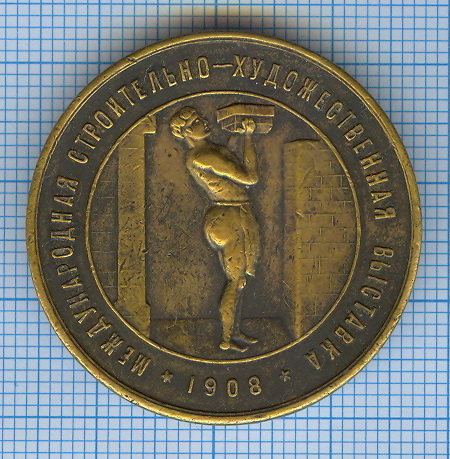 МЕЖДУНАРОДНАЯ СТРОИТЕЛЬНО—ХУДОЖЕСТВЕННАЯ ВЫСТАВКА
* 1908 *